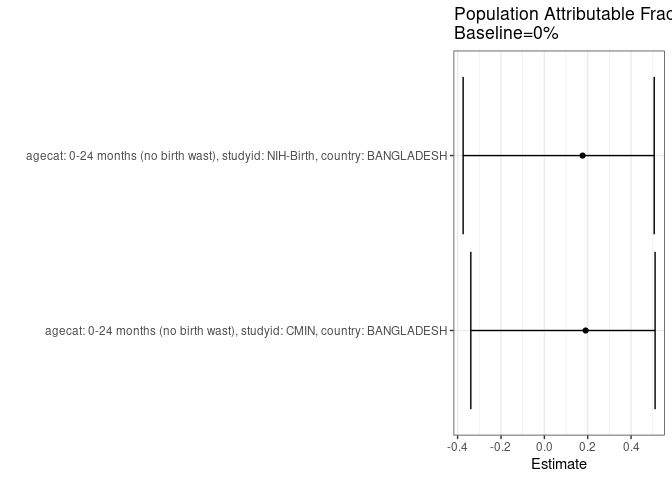 Population Attributable Frac
Baseline=0%
agecat: 0-24 months (no birth wast), studyid: NIH-Birth, country: BANGLADESH
agecat: 0-24 months (no birth wast), studyid: CMIN, country: BANGLADESH
-0.4 -0.2 0.0 0.2 0.4
Estimate